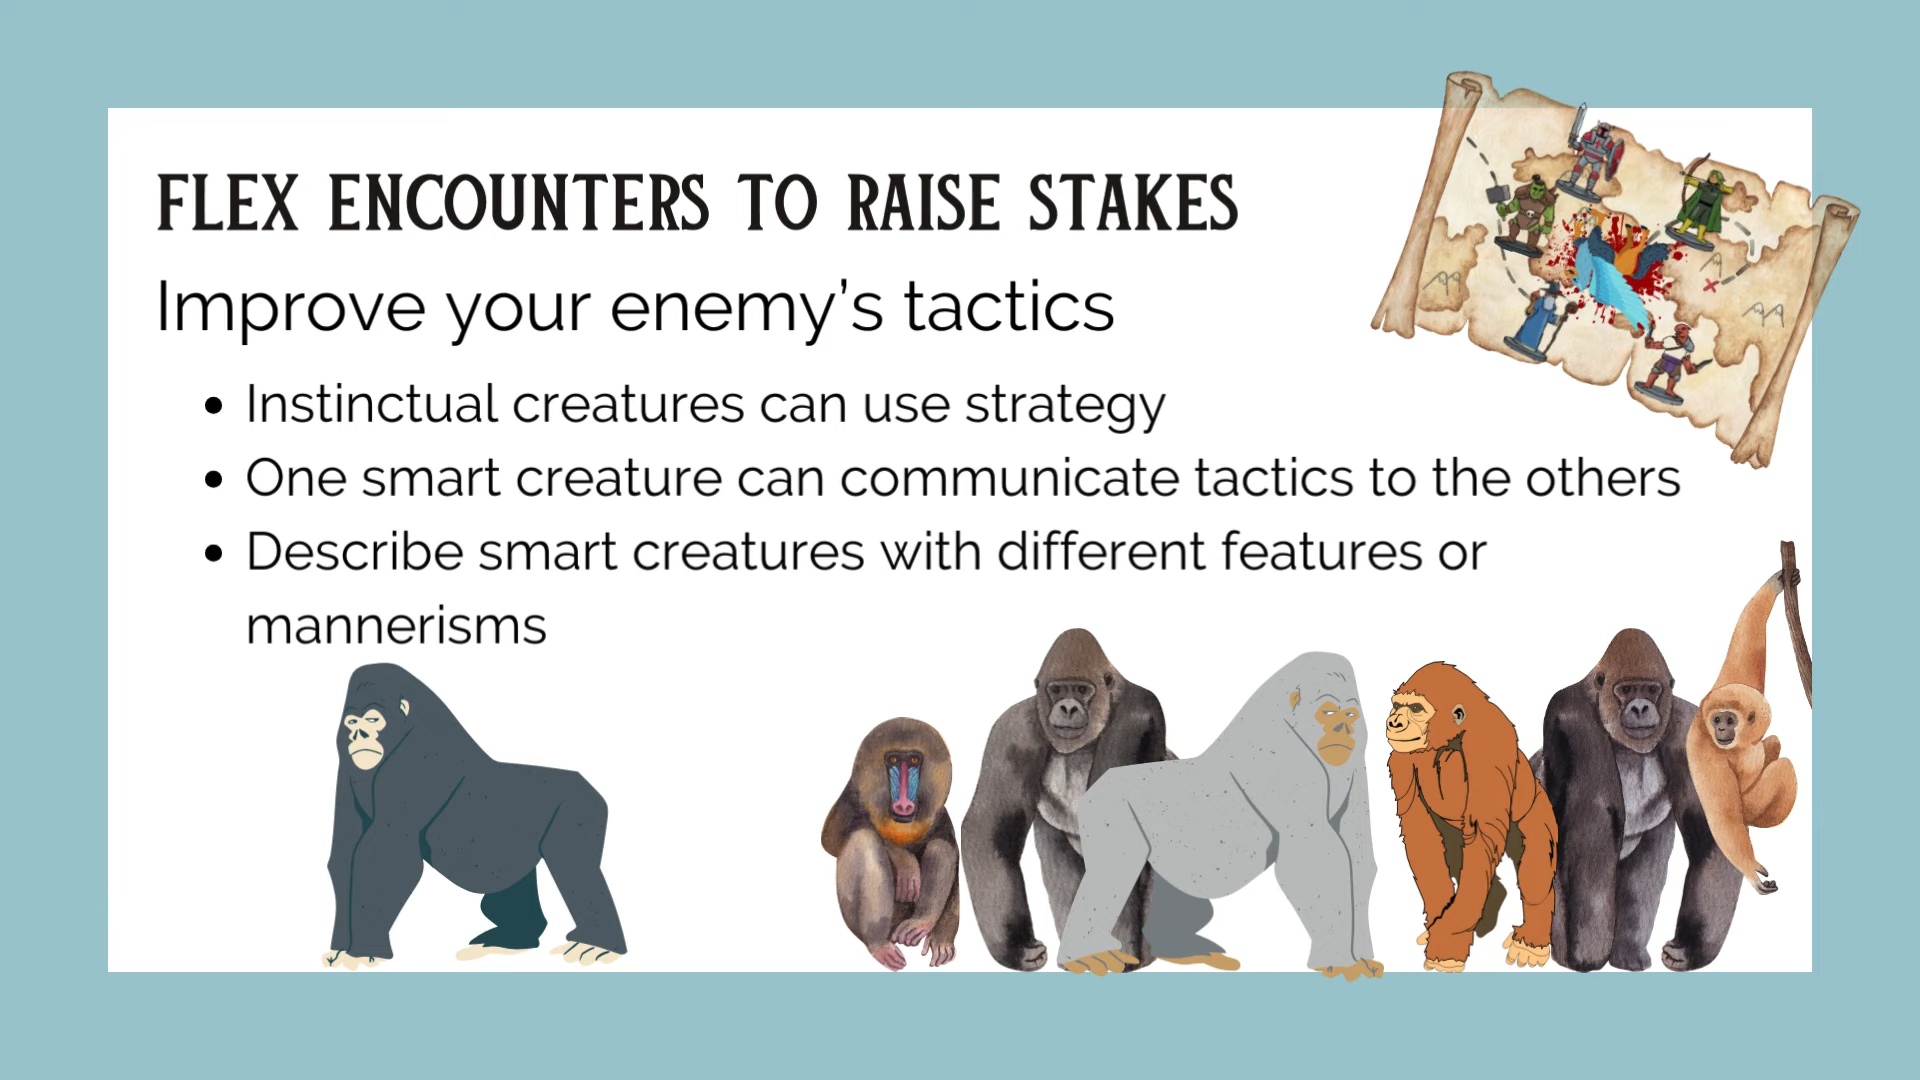 FLEX ENCOUNTERS TO RAISE STAKES
Improve your enemy’s tactics
• Instinctual creatures can use strategy
• One smart creature can communicate tactics to the others
• Describe smart creatures with different features or
mannerisms